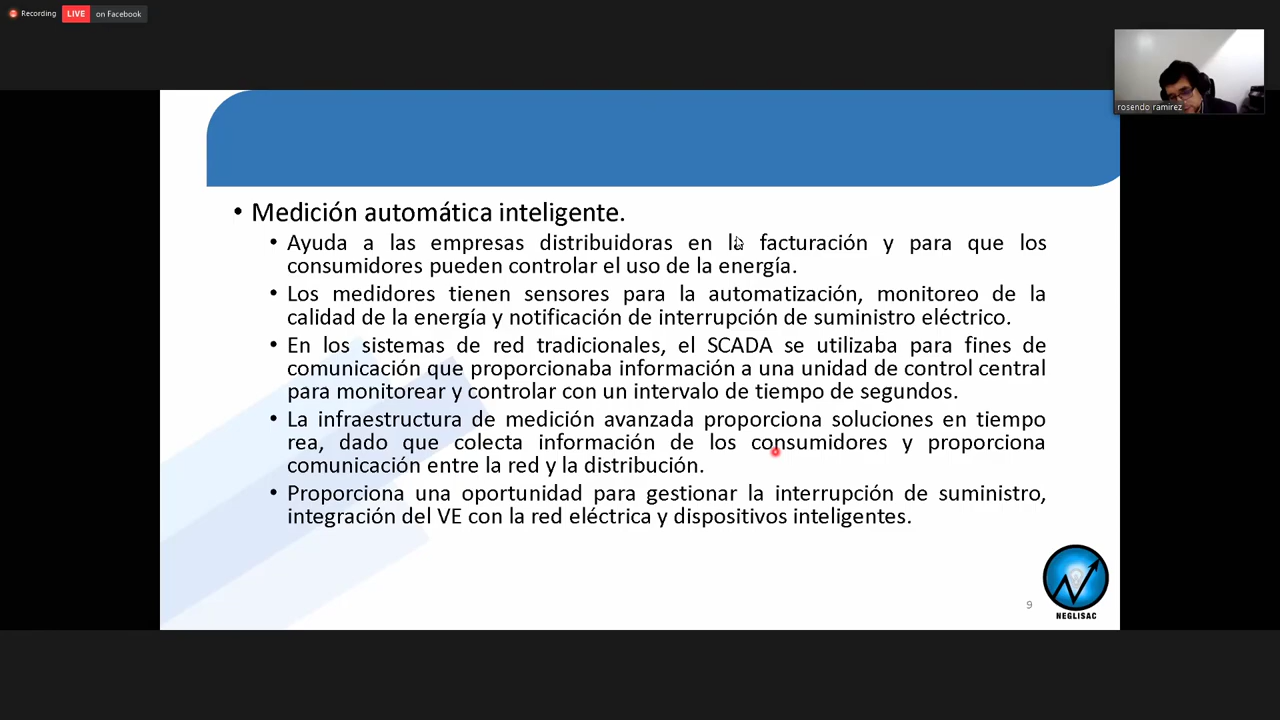 Recording
LIVE
on Facebook
rosendo ramirez
• Medición automática inteligente.
• Ayuda a las empresas distribuidoras en la facturación y para que los
consumidores pueden controlar el uso de la energía.
• Los medidores tienen sensores para la automatización, monitoreo de la
calidad de la energía y notificación de interrupción de suministro eléctrico.
• En los sistemas de red tradicionales, el SCADA se utilizaba para fines de
comunicación que proporcionaba información a una unidad de control central
para monitorear y controlar con un intervalo de tiempo de segundos.
• La infraestructura de medición avanzada proporciona soluciones en tiempo
rea, dado que colecta información de los consumidores y proporciona
comunicación entre la red y la distribución.
• Proporciona una oportunidad para gestionar la interrupción de suministro,
integración del VE con la red eléctrica y dispositivos inteligentes.
9
NEGLISAC